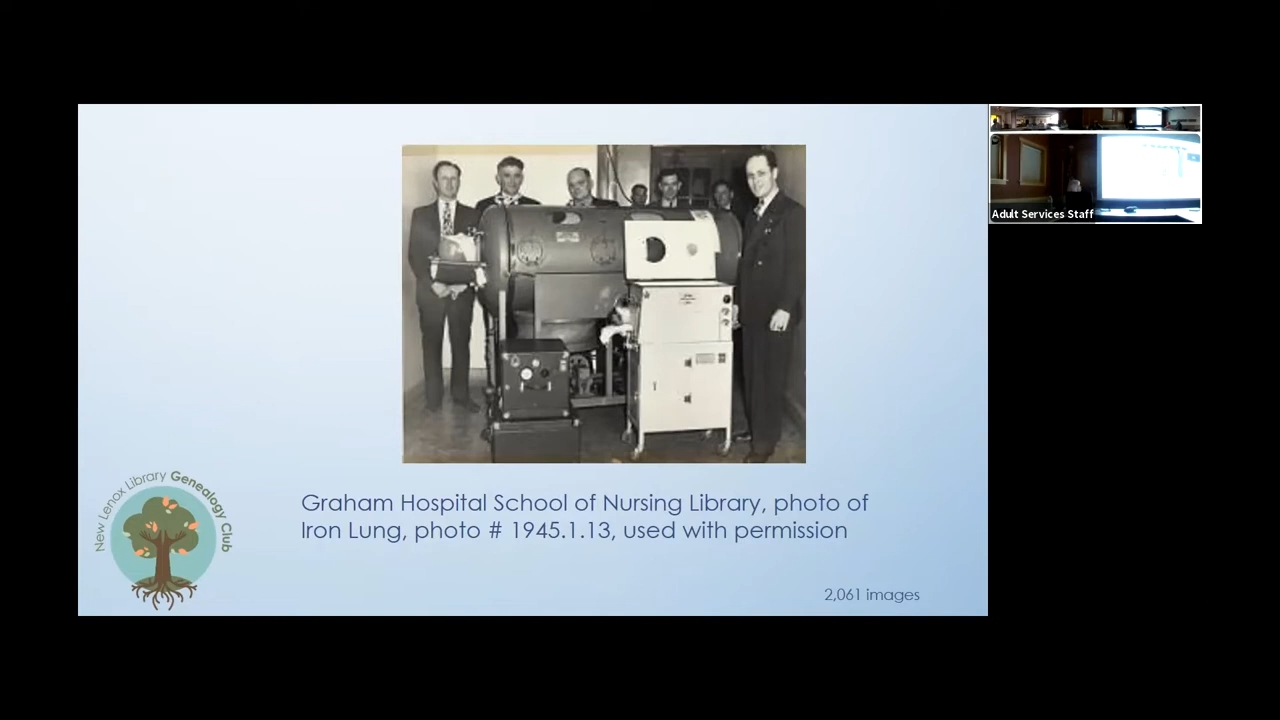 Adult Services Staff
Graham Hospital School of Nursing Library, photo of
Iron Lung, photo # 1945.1.13, used with permission
New Lenox Library Genealogy Club
2,061 images